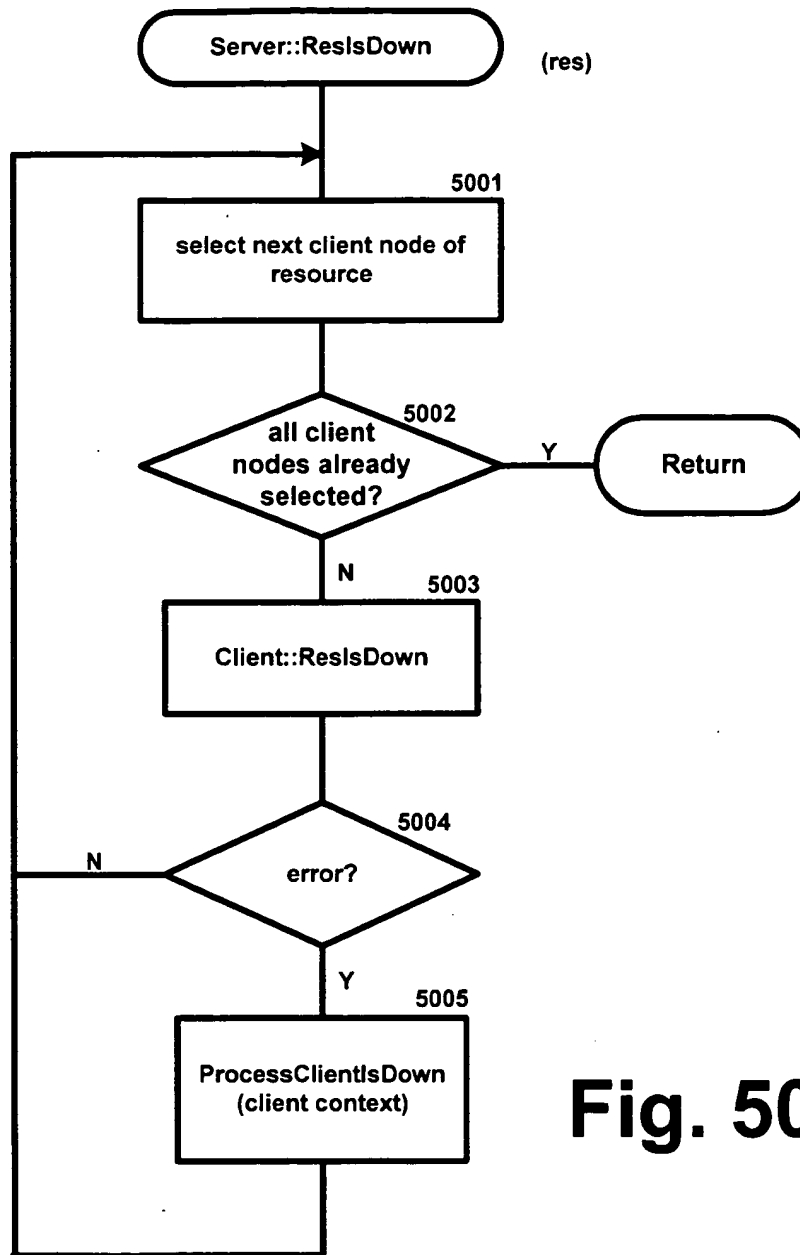 Server::ResIsDown
(res)
5001
select next client node of
resource
5002
all client
nodes already
selected?
Y
Return
N
5003
Client::ResIsDown
5004
error?
N
Y
5005
ProcessClientIsDown
(client context)
Fig. 50